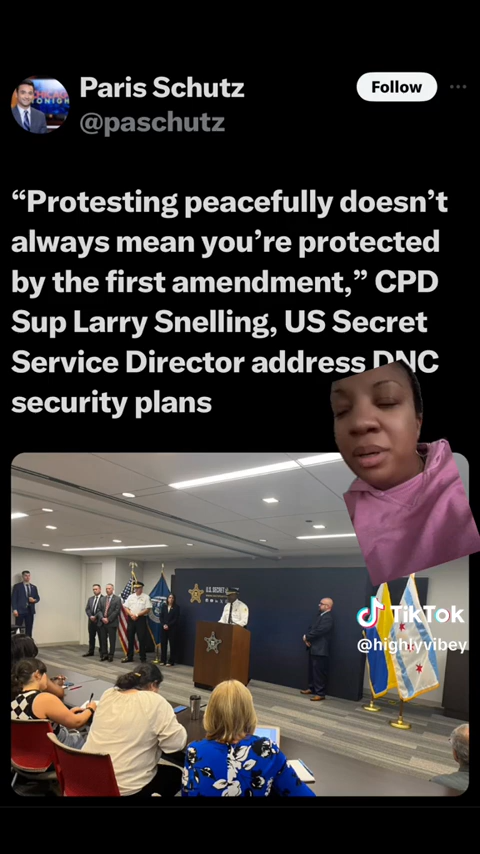 Paris Schutz
Follow
@paschutz
“Protesting peacefully doesn’t
always mean you’re protected
by the first amendment,” CPD
Sup Larry Snelling, US Secret
Service Director address DNC
security plans
U.S. SECRET
TikTok
@highlyvibey